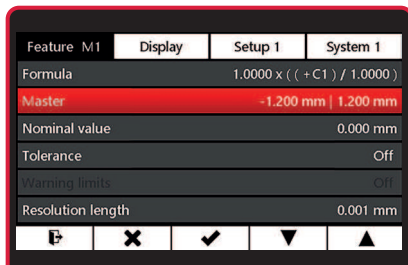 Feature M1 Display Setup 1 System 1
Formula 1.0000 x ( ( +C1 ) / 1.0000 )
Master -1.200 mm | 1.200 mm
Nominal value 0.000 mm
Tolerance Off
Warning limits Off
Resolution length 0.001 mm